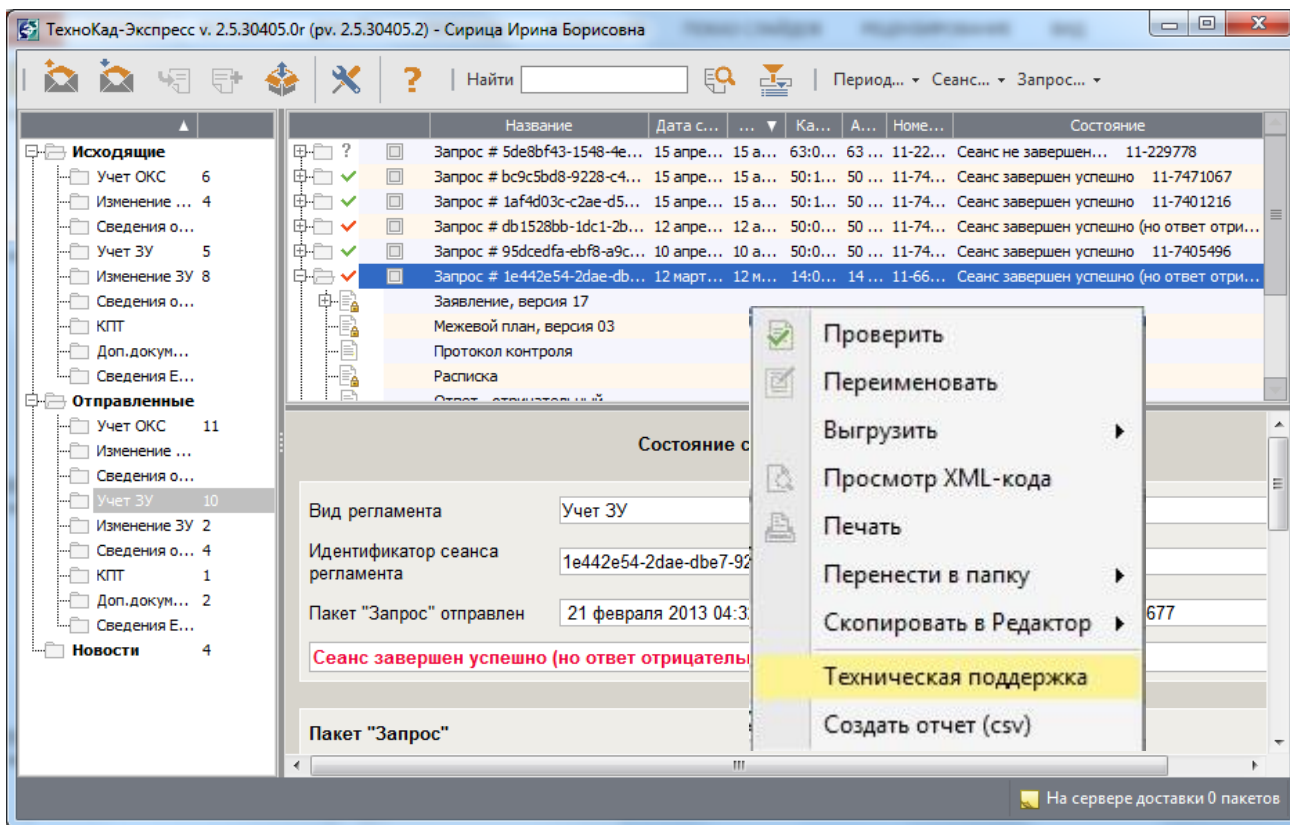 ТехноКад-Экспресс v. 2.5.30405.0r (pv. 2.5.30405.2) - Сирица Ирина Борисовна
Найти
Период... Сеанс... Запрос...
Исходящие
Учет ОКС 6
Изменение ... 4
Сведения о...
Учет ЗУ 5
Изменение ЗУ 8
Сведения о...
КПТ
Доп.докум...
Сведения Е...
Отправленные
Учет ОКС 11
Изменение ...
Сведения о...
Учет ЗУ 10
Изменение ЗУ 2
Сведения о... 4
КПТ 1
Доп.докум... 2
Сведения Е...
Новости 4
Название Дата с... ... Ка... А... Номе... Состояние
? Запрос # 5de8bf43-1548-4e... 15 апре... 15 а... 63:0... 63 ... 11-22... Сеанс не завершен... 11-229778
Запрос # bc9c5bd8-9228-c4... 15 апре... 15 а... 50:1... 50 ... 11-74... Сеанс завершен успешно 11-7471067
Запрос # 1af4d03c-c2ae-d5... 15 апре... 15 а... 50:1... 50 ... 11-74... Сеанс завершен успешно 11-7401216
Запрос # db1528bb-1dc1-2b... 12 апре... 12 а... 50:0... 50 ... 11-74... Сеанс завершен успешно (но ответ отри...
Запрос # 95dcedfa-ebf8-a9c... 10 апре... 10 а... 50:0... 50 ... 11-74... Сеанс завершен успешно 11-7405496
Запрос # 1e442e54-2dae-db... 12 март... 12 м... 14:0... 14 ... 11-66... Сеанс завершен успешно (но ответ отри...
Заявление, версия 17
Межевой план, версия 03
Протокол контроля
Расписка
Ответ - отрицательный
Состояние с
Вид регламента Учет ЗУ
Идентификатор сеанса
регламента 1e442e54-2dae-dbe7-92
Пакет "Запрос" отправлен 21 февраля 2013 04:3 677
Сеанс завершен успешно (но ответ отрицатель
Пакет "Запрос"
Проверить
Переименовать
Выгрузить
Просмотр XML-кода
Печать
Перенести в папку
Скопировать в Редактор
Техническая поддержка
Создать отчет (csv)
На сервере доставки 0 пакетов